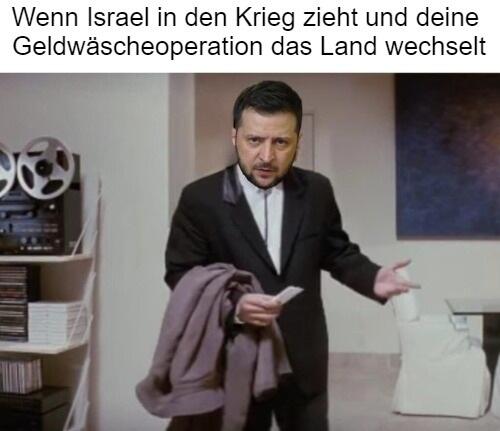 Wenn Israel in den Krieg zieht und deine
Geldwäscheoperation das Land wechselt